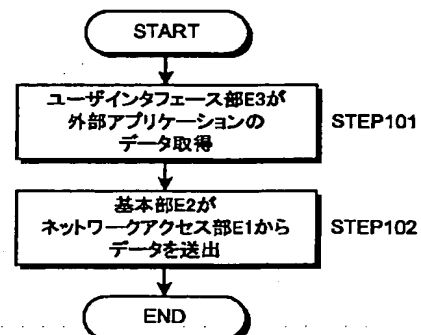 START
ユーザインタフェース部E3が
外部アプリケーションの
データ取得
STEP101
基本部E2が
ネットワークアクセス部E1から
データを送出
STEP102
END